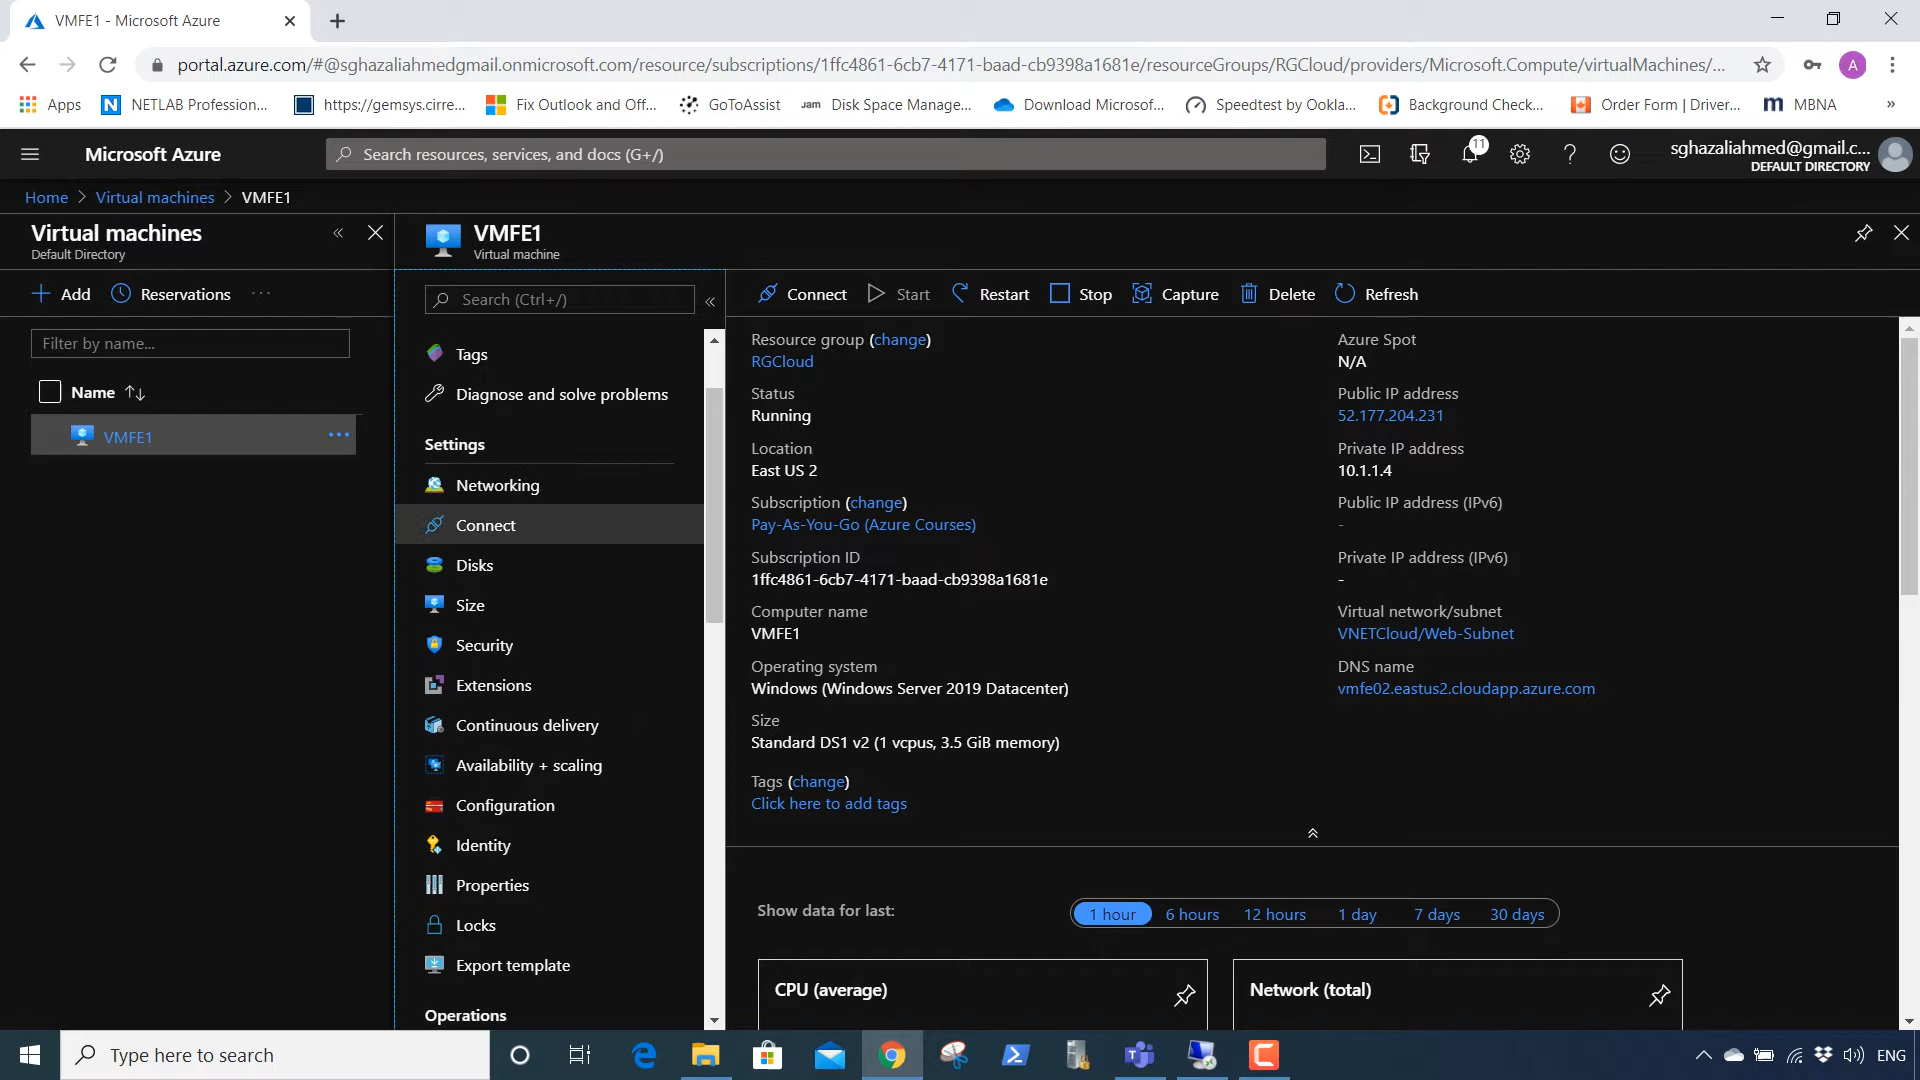 VMFE1 - Microsoft Azure
portal.azure.com/#@sghazaliahmedgmail.onmicrosoft.com/resource/subscriptions/1ffc4861-6cb7-4171-baad-cb9398a1681e/resourceGroups/RGCloud/providers/Microsoft.Compute/virtualMachines/...
Apps NETLAB Profession... https://gemsys.cirre... Fix Outlook and Off... GoToAssist Disk Space Manage... Download Microsof... Speedtest by Ookla... Background Check... Order Form | Driver... MBNA »
Microsoft Azure
Search resources, services, and docs (G+/)
11
sghazaliahmed@gmail.c...
DEFAULT DIRECTORY
A
Home > Virtual machines > VMFE1
Virtual machines
Default Directory
Add Reservations ...
Filter by name...
Name
VMFE1
VMFE1
Virtual machine
Search (Ctrl+/)
Tags
Diagnose and solve problems
Settings
Networking
Connect
Disks
Size
Security
Extensions
Continuous delivery
Availability + scaling
Configuration
Identity
Properties
Locks
Export template
Operations
Connect Start Restart Stop Capture Delete Refresh
Resource group (change)
RGCloud
Status
Running
Location
East US 2
Subscription (change)
Pay-As-You-Go (Azure Courses)
Subscription ID
1ffc4861-6cb7-4171-baad-cb9398a1681e
Computer name
VMFE1
Operating system
Windows (Windows Server 2019 Datacenter)
Size
Standard DS1 v2 (1 vcpus, 3.5 GiB memory)
Tags (change)
Click here to add tags
Azure Spot
N/A
Public IP address
52.177.204.231
Private IP address
10.1.1.4
Public IP address (IPv6)
-
Private IP address (IPv6)
-
Virtual network/subnet
VNETCloud/Web-Subnet
DNS name
vmfe02.eastus2.cloudapp.azure.com
Show data for last:
1 hour 6 hours 12 hours 1 day 7 days 30 days
CPU (average)
Network (total)
Type here to search
ENG